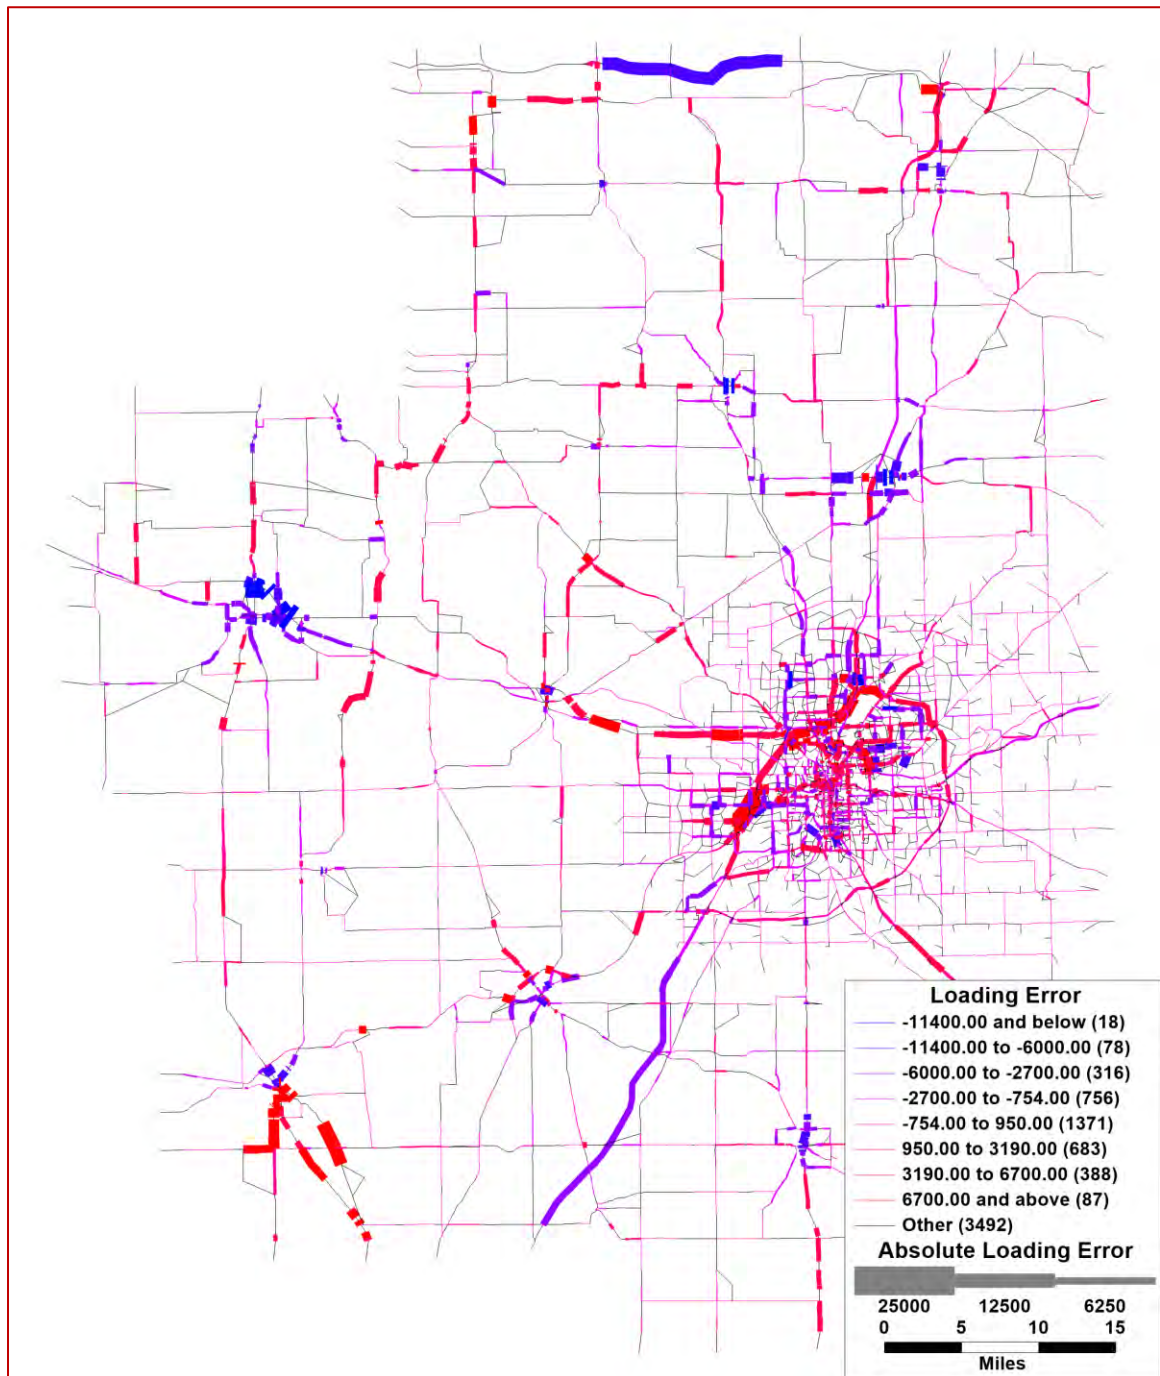 Loading Error
-11400.00 and below (18)
-11400.00 to -6000.00 (78)
-6000.00 to -2700.00 (316)
-2700.00 to -754.00 (756)
-754.00 to 950.00 (1371)
950.00 to 3190.00 (683)
3190.00 to 6700.00 (388)
6700.00 and above (87)
Other (3492)
Absolute Loading Error
25000 12500 6250
0 5 10 15
Miles